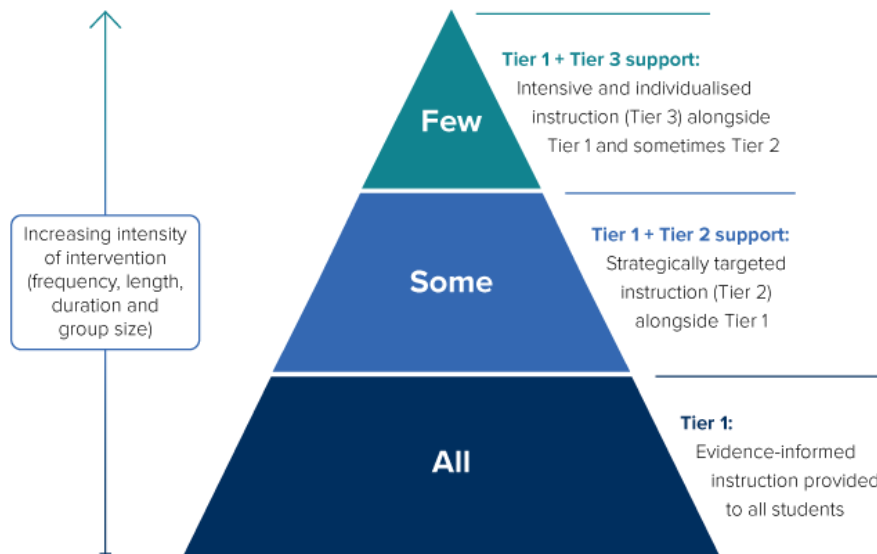 Tier 1 + Tier 3 support:
Intensive and individualised
instruction (Tier 3) alongside
Tier 1 and sometimes Tier 2
Few
Increasing intensity
of intervention
(frequency, length,
duration and
group size)
Tier 1 + Tier 2 support:
Strategically targeted
instruction (Tier 2)
alongside Tier 1
Some
Tier 1:
Evidence-informed
instruction provided
to all students
All